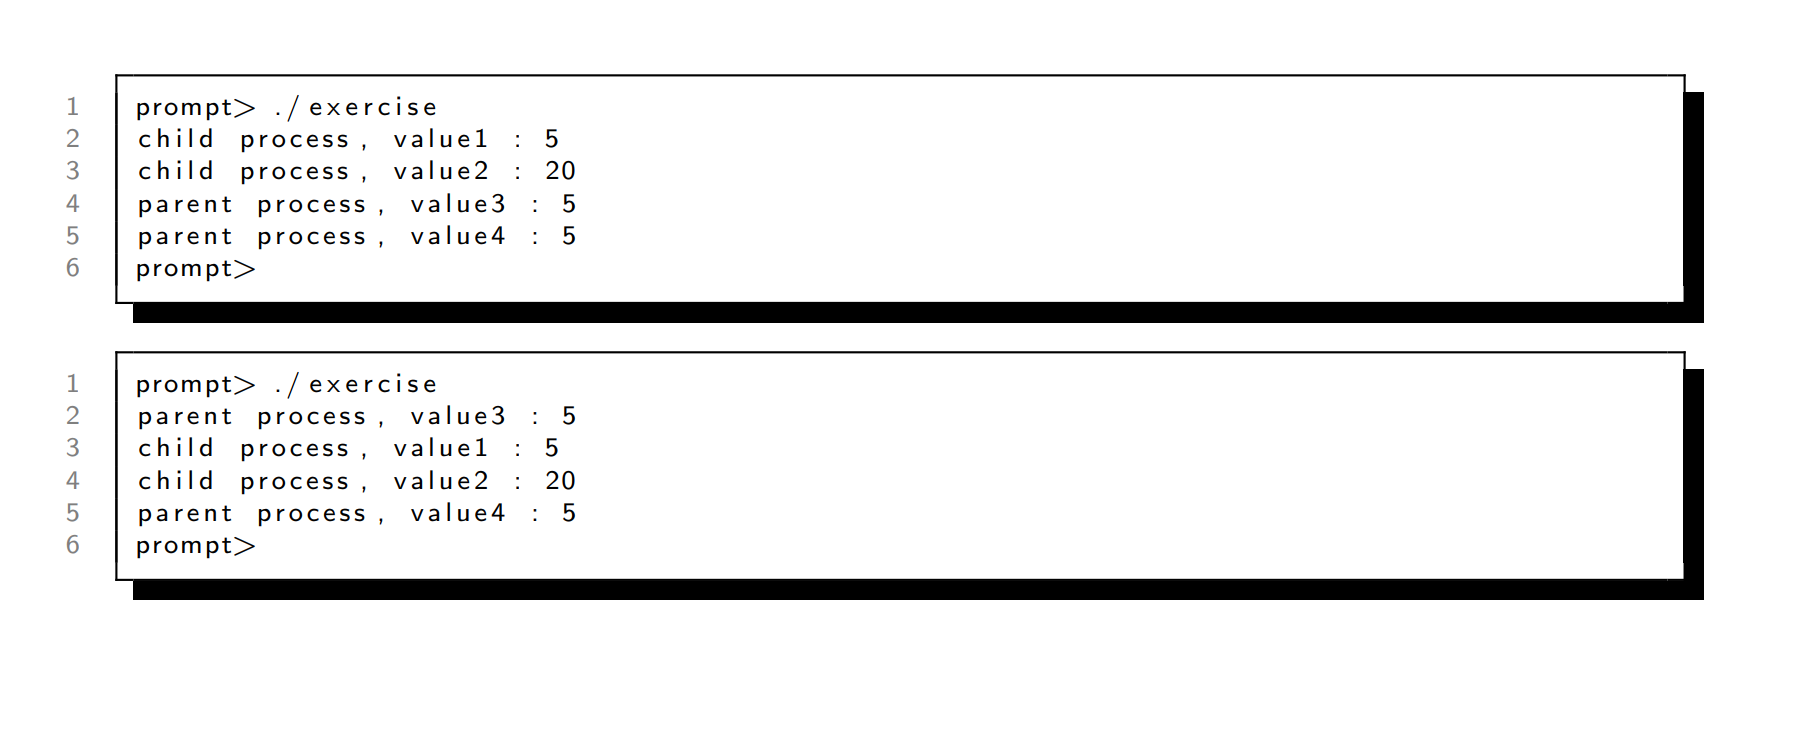 1 prompt> ./exercise
2 child process, value1 : 5
3 child process, value2 : 20
4 parent process, value3 : 5
5 parent process, value4 : 5
6 prompt>
1 prompt> ./exercise
2 parent process, value3 : 5
3 child process, value1 : 5
4 child process, value2 : 20
5 parent process, value4 : 5
6 prompt>